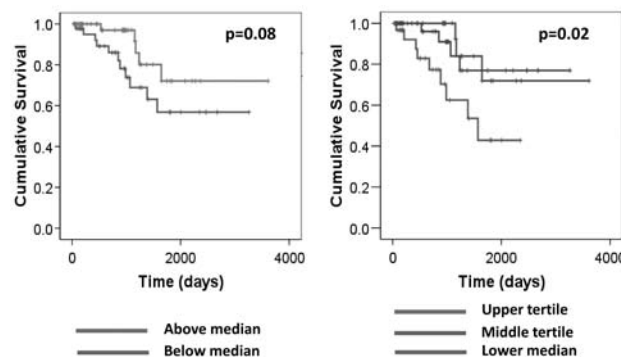 p=0.08
Cumulative Survival
1.0
0.8
0.6
0.4
0.2
0.0
0
2000
4000
Time (days)
Above median
Below median
p=0.02
Cumulative Survival
1.0
0.8
0.6
0.4
0.2
0.0
0
2000
4000
Time (days)
Upper tertile
Middle tertile
Lower median